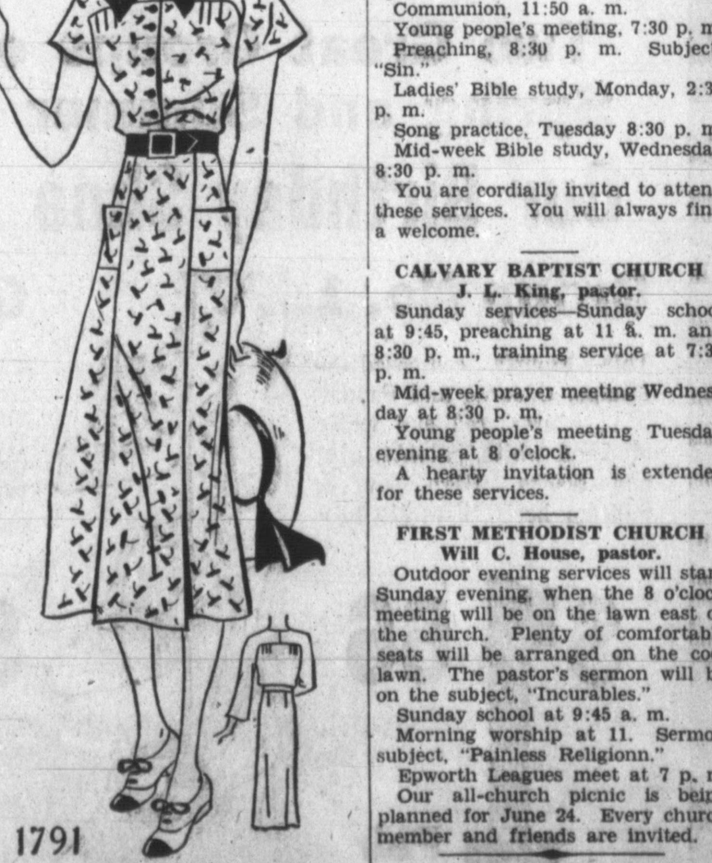 Communion, 11:50 a. m.
Young people's meeting, 7:30 p.
Preaching, 8:30 p. m. Subject
"Sin."
Ladies' Bible study, Monday, 2:3
p. m.
Song practice, Tuesday 8:30 p.
Mid-week Bible study, Wednesda
8:30 p. m.
You are cordially invited to atten
these services. You will always fin
a welcome.
CALVARY BAPTIST CHURCH
J. L. King, pastor.
Sunday services—Sunday schoo
at 9:45, preaching at 11 a. m. an
8:30 p. m., training service at 7:3
p. m.
Mid-week prayer meeting Wednes
day at 8:30 p. m.
Young people's meeting Tuesda
evening at 8 o'clock.
A hearty invitation is extende
for these services.
FIRST METHODIST CHURCH
Will C. House, pastor.
Outdoor evening services will star
Sunday evening, when the 8 o'cloc
meeting will be on the lawn east o
the church. Plenty of comfortab
seats will be arranged on the coo
lawn. The pastor's sermon will b
on the subject, "Incurables."
Sunday school at 9:45 a. m.
Morning worship at 11. Sermo
subject, "Painless Religionn."
Epworth Leagues meet at 7 p.
Our all-church picnic is bein
planned for June 24. Every churc
member and friends are invited.
1791